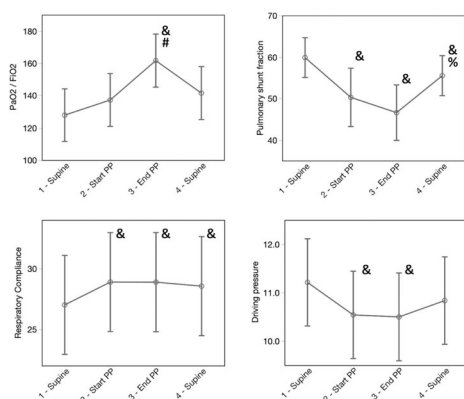 PaO2 / FiO2
180
160
140
120
100
&
#
1 - Supine
2 - Start PP
3 - End PP
4 - Supine
Pulmonary shunt fraction
70
60
50
40
&
&
&
%
1 - Supine
2 - Start PP
3 - End PP
4 - Supine
Respiratory Compliance
30
25
&
&
&
1 - Supine
2 - Start PP
3 - End PP
4 - Supine
Driving pressure
12.0
11.0
10.0
&
&
1 - Supine
2 - Start PP
3 - End PP
4 - Supine